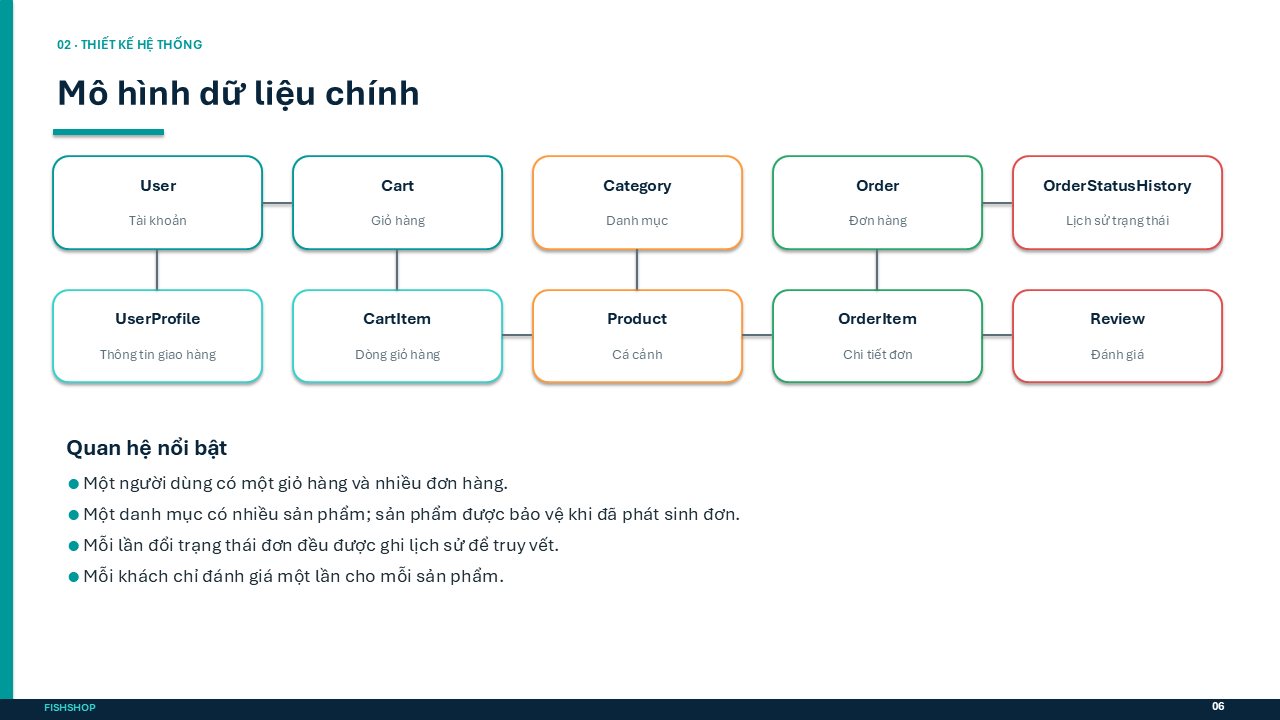 02 · THIẾT KẾ HỆ THỐNG
Mô hình dữ liệu chính
User
Tài khoản
Cart
Giỏ hàng
Category
Danh mục
Order
Đơn hàng
OrderStatusHistory
Lịch sử trạng thái
UserProfile
Thông tin giao hàng
CartItem
Dòng giỏ hàng
Product
Cá cảnh
OrderItem
Chi tiết đơn
Review
Đánh giá
Quan hệ nổi bật
● Một người dùng có một giỏ hàng và nhiều đơn hàng.
● Một danh mục có nhiều sản phẩm; sản phẩm được bảo vệ khi đã phát sinh đơn.
● Mỗi lần đổi trạng thái đơn đều được ghi lịch sử để truy vết.
● Mỗi khách chỉ đánh giá một lần cho mỗi sản phẩm.
FISHSHOP
06